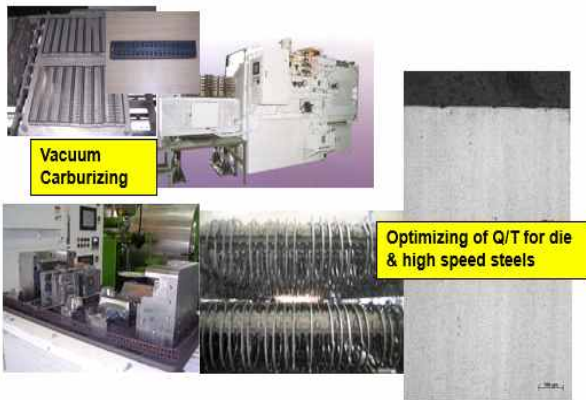 Vacuum
Carburizing
Optimizing of Q/T for die
& high speed steels